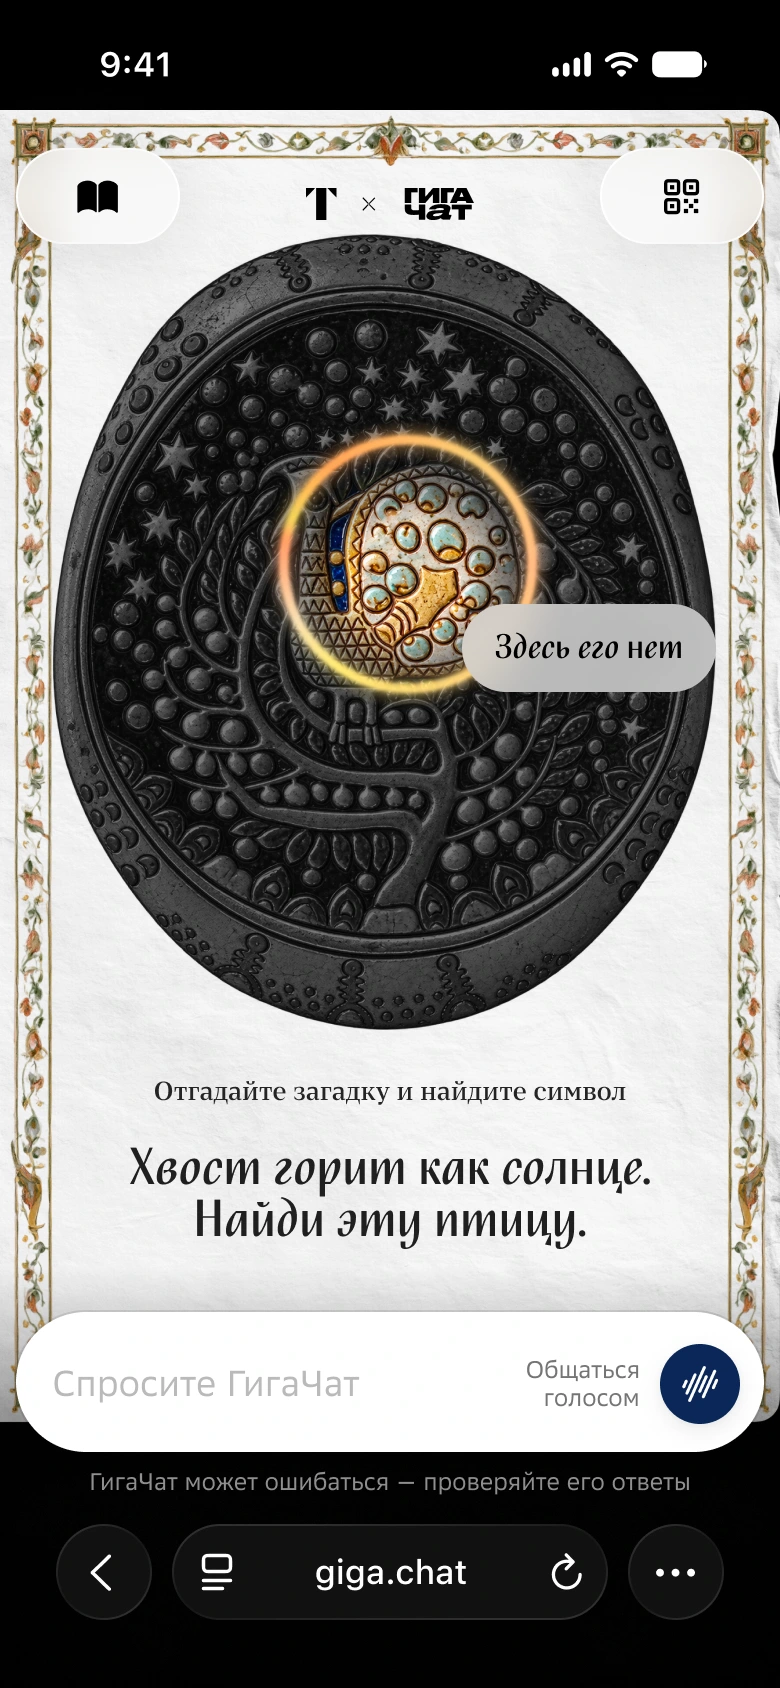 9:41
Т × ГИГА
ЧАТ
Здесь его нет
Отгадайте загадку и найдите символ
Хвост горит как солнце.
Найди эту птицу.
Спросите ГигаЧат
Общаться
голосом
ГигаЧат может ошибаться — проверяйте его ответы
giga.chat